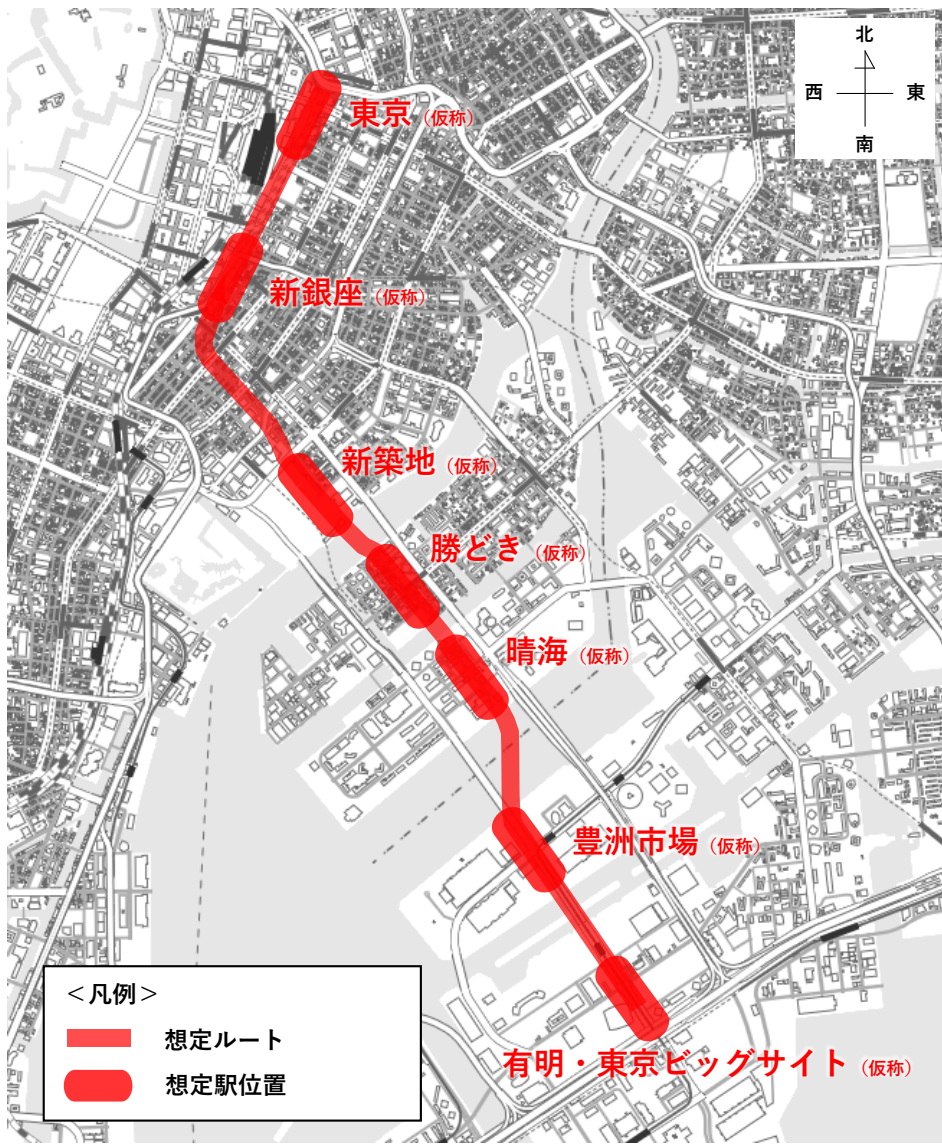 北
西
東
南
東京 (仮称)
新銀座 (仮称)
新築地 (仮称)
勝どき (仮称)
晴海 (仮称)
豊洲市場 (仮称)
有明・東京ビッグサイト (仮称)
＜凡例＞
想定ルート
想定駅位置